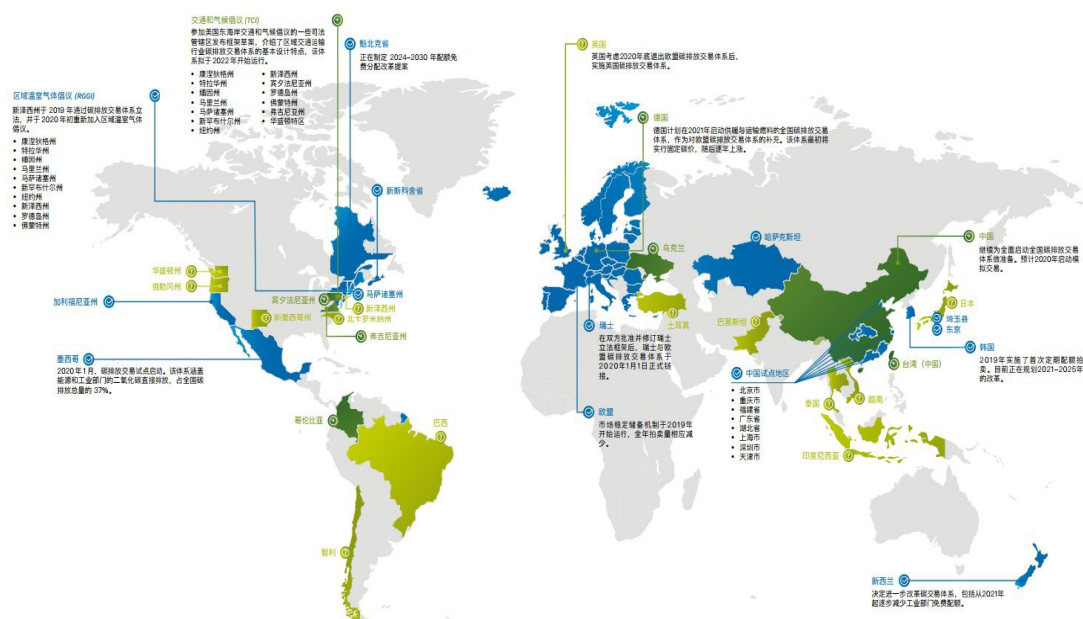 交通和气候倡议 (TCI)
参加美国东海岸交通和气候倡议的一些司法
管辖区发布框架草案，介绍了区域交通运输
行业碳排放交易体系的基本设计特点，该体
系拟于2022年开始运行。
• 康涅狄格州
• 特拉华州
• 缅因州
• 马里兰州
• 马萨诸塞州
• 新罕布什尔州
• 纽约州
• 新泽西州
• 宾夕法尼亚州
• 罗德岛州
• 佛蒙特州
• 弗吉尼亚州
• 华盛顿特区
魁北克省
正在制定 2024–2030 年配额免
费分配改革提案
区域温室气体倡议 (RGGI)
新泽西州于 2019 年通过碳排放交易体系立
法，并于 2020 年初重新加入区域温室气体
倡议。
• 康涅狄格州
• 特拉华州
• 缅因州
• 马里兰州
• 马萨诸塞州
• 新罕布什尔州
• 纽约州
• 新泽西州
• 罗德岛州
• 佛蒙特州
新斯科舍省
华盛顿州
俄勒冈州
加利福尼亚州
宾夕法尼亚州
马萨诸塞州
新泽西州
新墨西哥州
北卡罗来纳州
弗吉尼亚州
墨西哥
2020年1月，碳排放交易试点启动。该体系涵盖
能源和工业部门的二氧化碳直接排放，占全国碳
排放总量的 37%。
哥伦比亚
巴西
智利
英国
英国考虑2020年底退出欧盟碳排放交易体系后，
实施英国碳排放交易体系。
德国
德国计划在2021年启动供暖与运输燃料的全国碳排放交易
体系，作为对欧盟碳排放交易体系的补充。该体系最初将
实行固定碳价，随后逐年上涨。
乌克兰
哈萨克斯坦
中国
继续为全面启动全国碳排放交易
体系做准备。预计2020年启动模
拟交易。
土耳其
巴基斯坦
日本
埼玉县
东京
瑞士
在双方批准并修订瑞士
立法框架后，瑞士与欧
盟碳排放交易体系于
2020年1月1日正式链
接。
韩国
2019年实施了首次定期配额拍
卖。目前正在规划2021–2025年
的改革。
台湾（中国）
中国试点地区
• 北京市
• 重庆市
• 福建省
• 广东省
• 湖北省
• 上海市
• 深圳市
• 天津市
泰国
越南
欧盟
市场稳定储备机制于2019年
开始运行，全年拍卖量相应减
少。
印度尼西亚
新西兰
决定进一步改革碳交易体系，包括从2021年
起逐步减少工业部门免费配额。